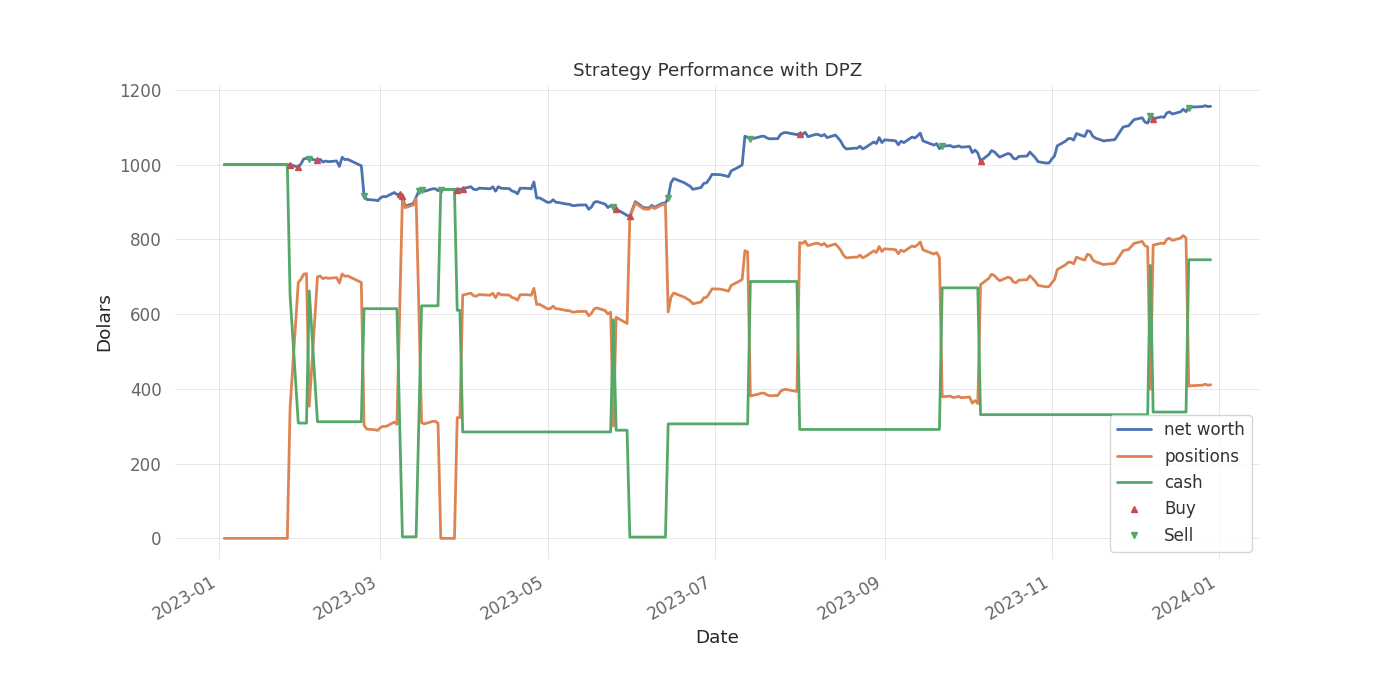 Strategy Performance with DPZ
1200
1000
800
600
400
200
0
Dolars
2023-01
2023-03
2023-05
2023-07
2023-09
2023-11
2024-01
Date
net worth
positions
cash
Buy
Sell